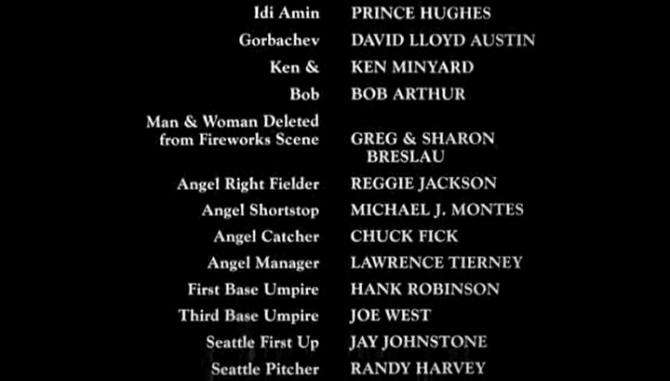 Idi Amin PRINCE HUGHES
Gorbachev DAVID LLOYD AUSTIN
Ken & KEN MINYARD
Bob BOB ARTHUR
Man & Woman Deleted
from Fireworks Scene GREG & SHARON
BRESLAU
Angel Right Fielder REGGIE JACKSON
Angel Shortstop MICHAEL J. MONTES
Angel Catcher CHUCK FICK
Angel Manager LAWRENCE TIERNEY
First Base Umpire HANK ROBINSON
Third Base Umpire JOE WEST
Seattle First Up JAY JOHNSTONE
Seattle Pitcher RANDY HARVEY